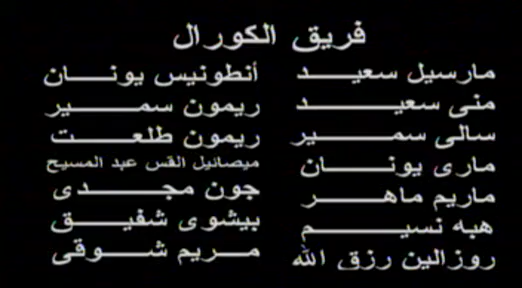 فريق الكورال
مارسيل سعيد
منى سعيد
سالى سمير
مارى يونان
ماريم ماهر
هبه نسيم
روزالين رزق الله
أنطونيس يونان
ريمون سمير
ريمون طلعت
ميصائيل القس عبد المسيح
جون مجدى
بيشوى شفيق
مريم شوقى